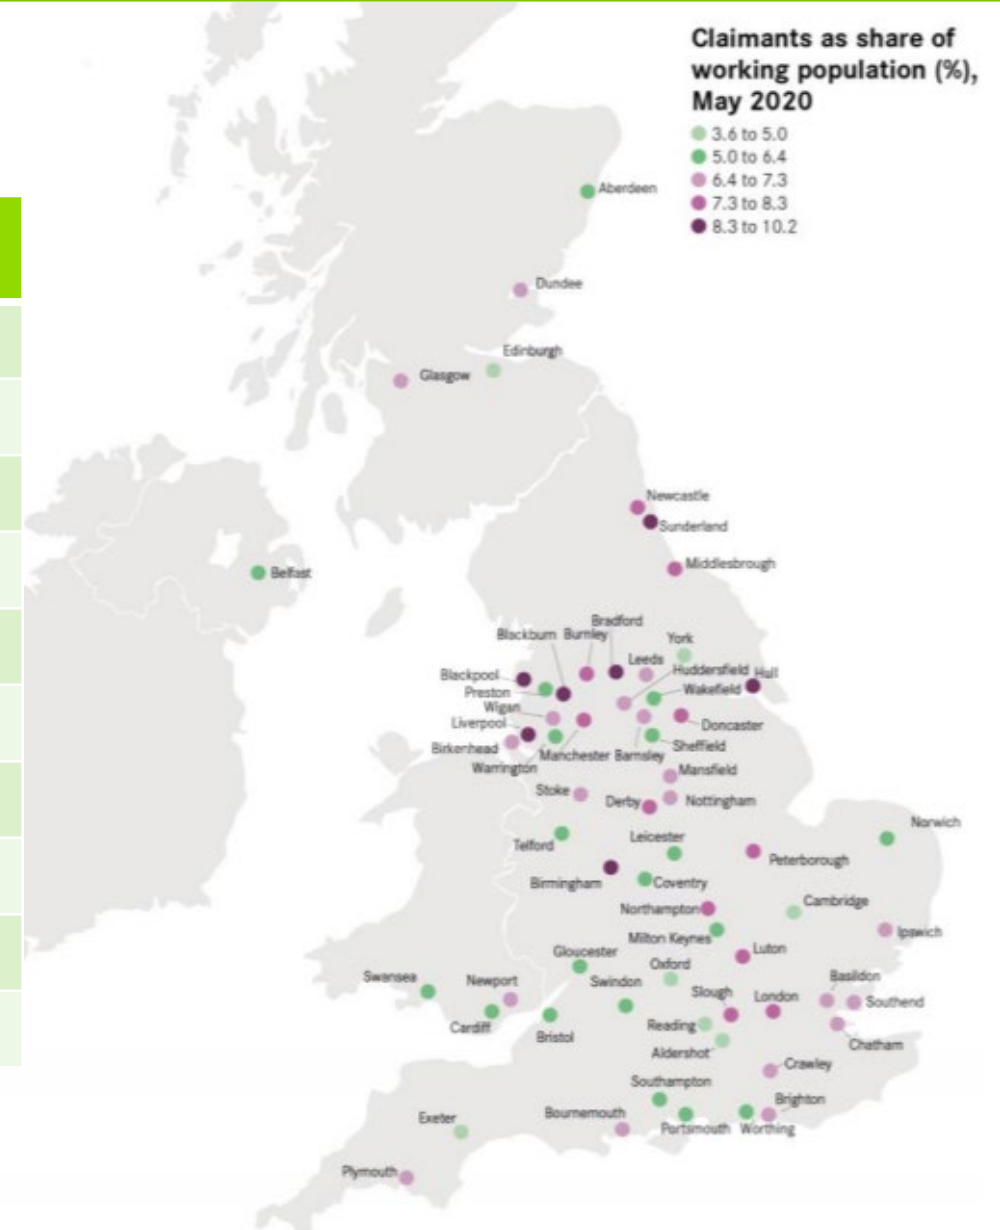 Claimants as share of
working population (%),
May 2020
3.6 to 5.0
5.0 to 6.4
6.4 to 7.3
7.3 to 8.3
8.3 to 10.2
Aberdeen
Dundee
Edinburgh
Glasgow
Newcastle
Sunderland
Middlesbrough
Belfast
Bradford
Blackburn
Burnley
York
Leeds
Huddersfield
Hull
Blackpool
Preston
Wakefield
Wigan
Liverpool
Doncaster
Birkenhead
Sheffield
Manchester
Barnsley
Warrington
Mansfield
Stoke
Derby
Nottingham
Norwich
Telford
Leicester
Peterborough
Birmingham
Coventry
Cambridge
Northampton
Ipswich
Milton Keynes
Luton
Gloucester
Oxford
Swansea
Newport
Swindon
Basildon
Slough
London
Southend
Cardiff
Reading
Bristol
Chatham
Aldershot
Crawley
Southampton
Brighton
Bournemouth
Exeter
Portsmouth
Worthing
Plymouth